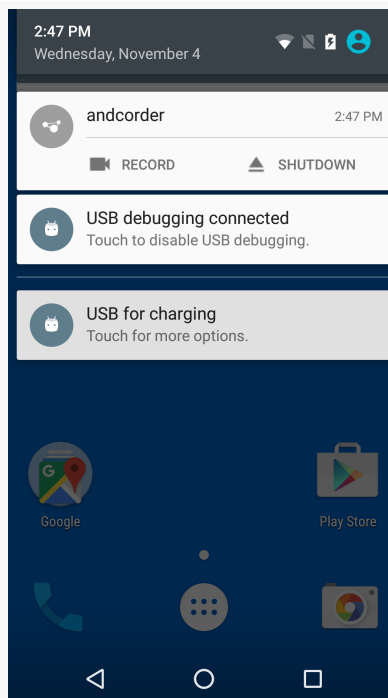 2:47 PM
Wednesday, November 4
andcorder
2:47 PM
RECORD
SHUTDOWN
USB debugging connected
Touch to disable USB debugging.
USB for charging
Touch for more options.
G
Google
Play Store